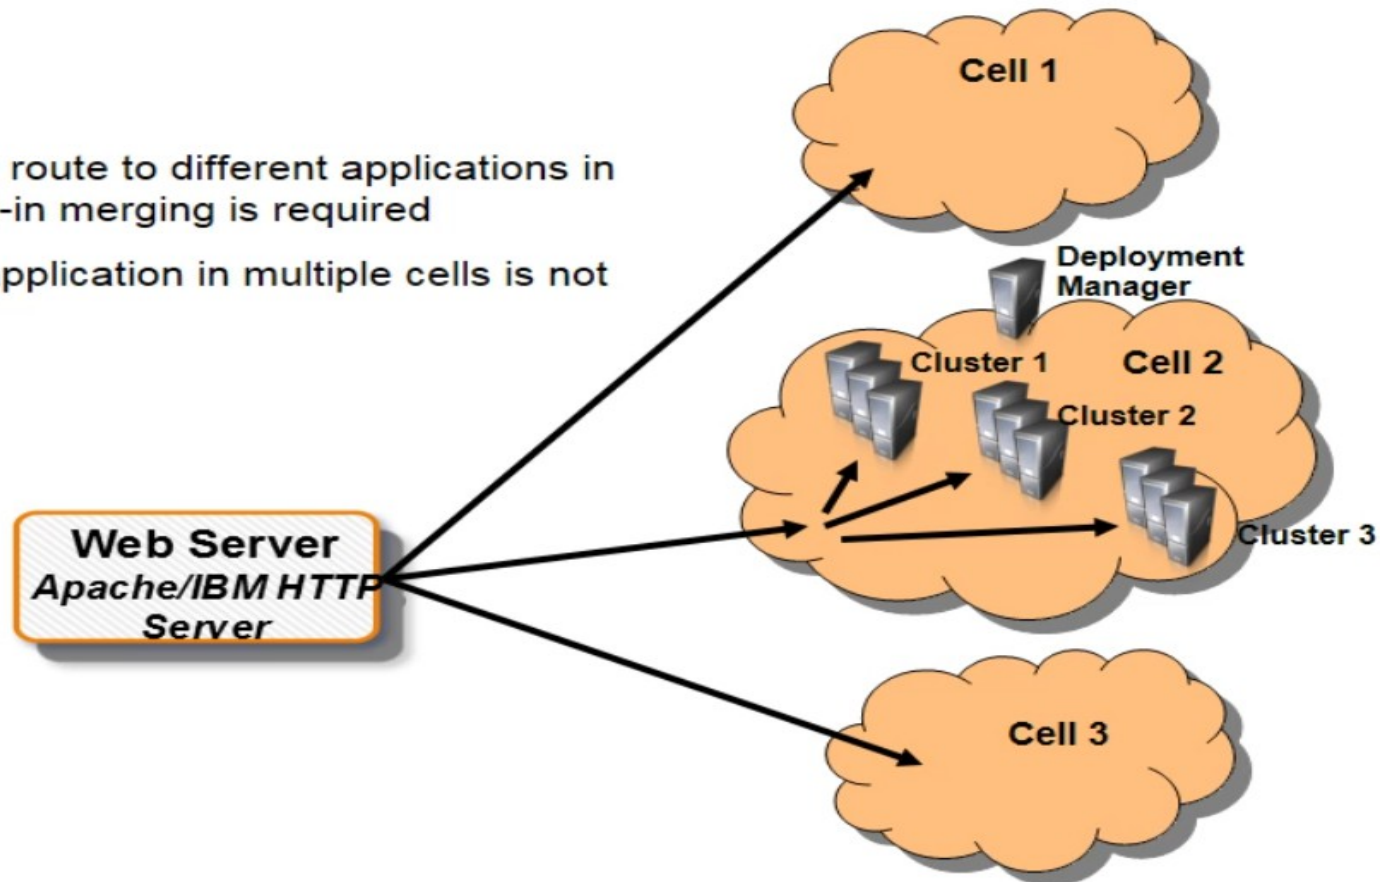 route to different applications in
-in merging is required
pplication in multiple cells is not
Cell 1
Deployment
Manager
Cluster 1
Cell 2
Cluster 2
Cluster 3
Web Server
Apache/IBM HTTP
Server
Cell 3